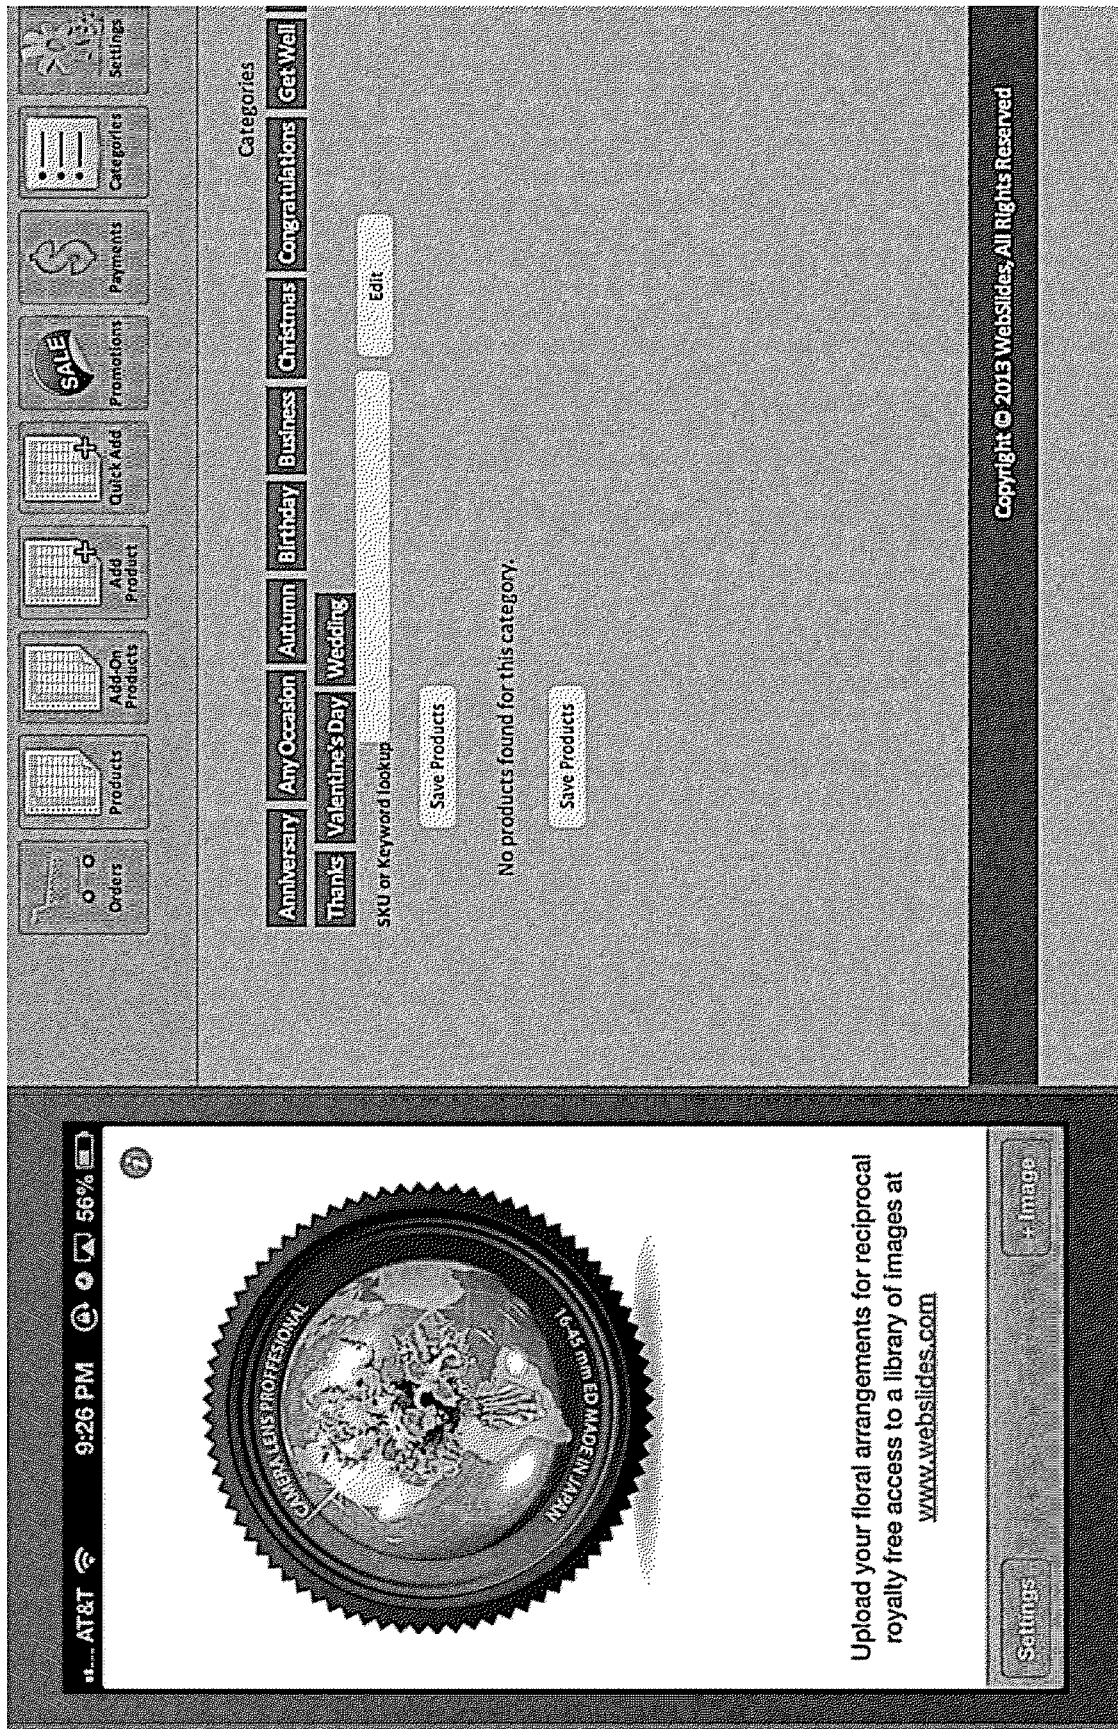 AT&T 9:26 PM 56%
?
CAMERA LENS PROFFESIONAL
16-45 mm ED MADE IN JAPAN
Upload your floral arrangements for reciprocal
royalty free access to a library of images at
www.webslides.com
Settings
+ Image
Orders
Products
Add-On
Products
Add
Product
Quick Add
SALE
Promotions
Payments
Categories
Settings
Categories
Anniversary Any Occasion Autumn Birthday Business Christmas Congratulations Get Well
Thanks Valentine's Day Wedding
SKU or Keyword lookup
Edit
Save Products
No products found for this category.
Save Products
Copyright © 2013 WebSlides, All Rights Reserved